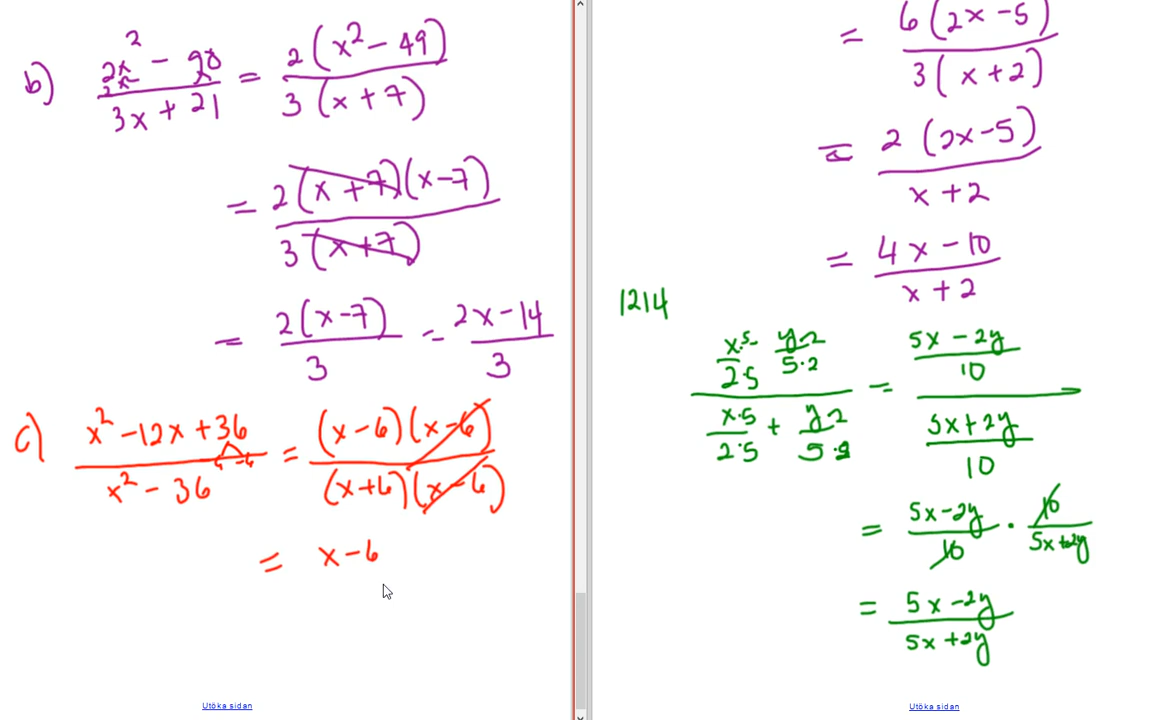 b) (2x² - 98)/(3x + 21) = 2(x² - 49)/3(x + 7)
= 2(x + 7)(x - 7)/3(x + 7)
= 2(x - 7)/3 = (2x - 14)/3
c) (x² - 12x + 36)/(x² - 36) = (x - 6)(x - 6)/(x + 6)(x - 6)
= x - 6
Utöka sidan
= 6(2x - 5)/3(x + 2)
= 2(2x - 5)/(x + 2)
= (4x - 10)/(x + 2)
1214
(x·5/2·5 - y·2/5·2)/(x·5/2·5 + y·2/5·2) = ((5x - 2y)/10)/((5x + 2y)/10)
= (5x - 2y)/10 · 10/(5x + 2y)
= (5x - 2y)/(5x + 2y)
Utöka sidan